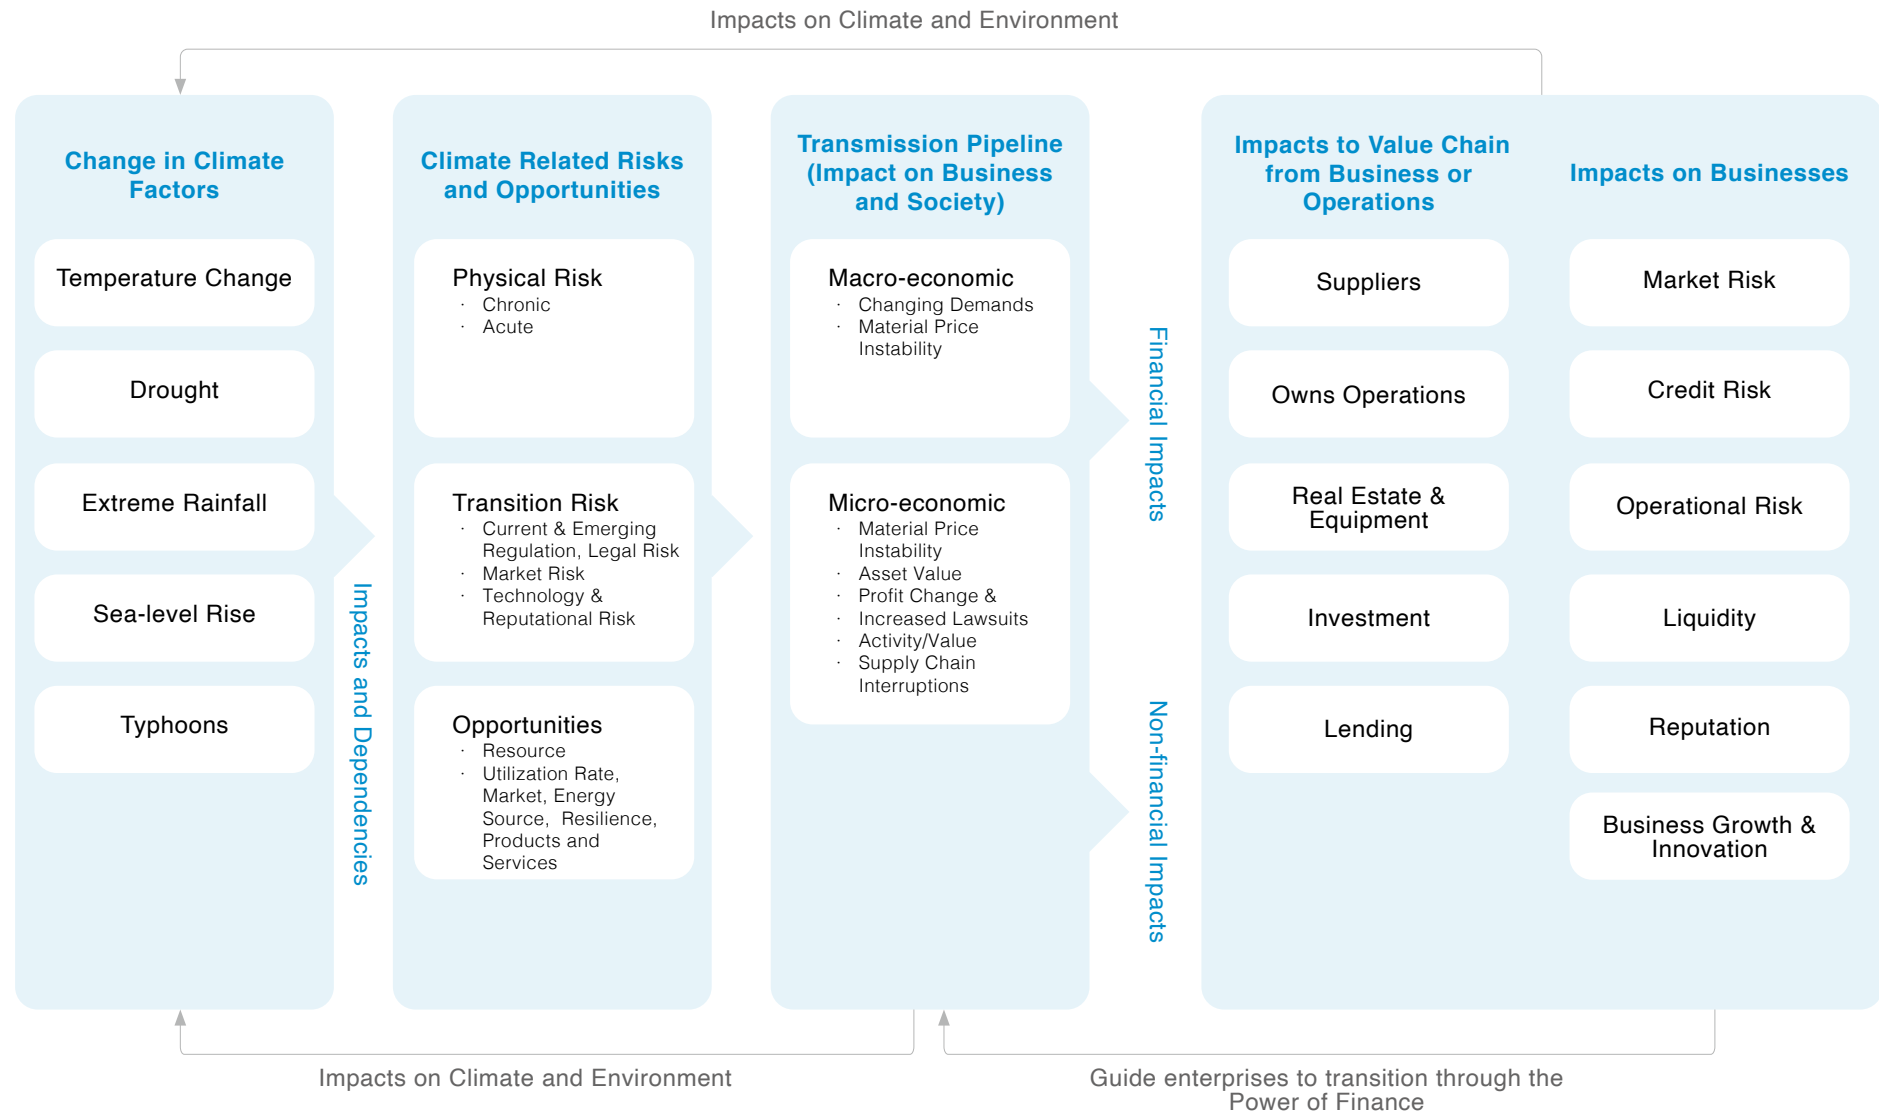 Impacts on Climate and Environment
Change in Climate
Factors
Temperature Change
Drought
Extreme Rainfall
Sea-level Rise
Typhoons
Impacts and Dependencies
Climate Related Risks
and Opportunities
Physical Risk
· Chronic
· Acute
Transition Risk
· Current & Emerging
Regulation, Legal Risk
· Market Risk
· Technology &
Reputational Risk
Opportunities
· Resource
· Utilization Rate,
Market, Energy
Source, Resilience,
Products and
Services
Transmission Pipeline
(Impact on Business
and Society)
Macro-economic
· Changing Demands
· Material Price
Instability
Micro-economic
· Material Price
Instability
· Asset Value
· Profit Change &
· Increased Lawsuits
· Activity/Value
· Supply Chain
Interruptions
Financial Impacts
Non-financial Impacts
Impacts to Value Chain
from Business or
Operations
Suppliers
Owns Operations
Real Estate &
Equipment
Investment
Lending
Impacts on Businesses
Market Risk
Credit Risk
Operational Risk
Liquidity
Reputation
Business Growth &
Innovation
Impacts on Climate and Environment
Guide enterprises to transition through the
Power of Finance